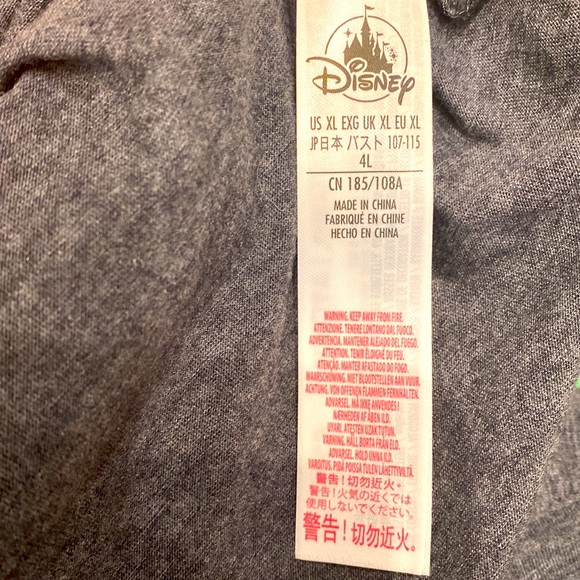 Disney
US XL EXG UK XL EU XL
JP日本 バスト 107-115
4L
CN 185/108A
MADE IN CHINA
FABRIQUÉ EN CHINE
HECHO EN CHINA
WARNING. KEEP AWAY FROM FIRE.
ATTENZIONE. TENERE LONTANO DAL FUOCO.
ADVERTENCIA. MANTENER ALEJADO DEL FUEGO.
ATTENTION. TENIR ÉLOIGNÉ DU FEU.
ATENÇÃO. MANTER AFASTADO DO FOGO.
WAARSCHUWING. NIET BLOOTSTELLEN AAN VUUR.
ACHTUNG. VON OFFENEN FLAMMEN FERNHALTEN.
ADVARSEL. MÅ IKKE ANVENDES I
NÆRHEDEN AF ÅBEN ILD.
UYARI. ATEŞTEN UZAK TUTUN.
VARNING. HÅLL BORTA FRÅN ELD.
ADVARSEL. HOLD UNNA ILD.
VAROITUS. PIDÄ POISSA TULEN LÄHETTYVILTÄ.
警告！切勿近火。
警告！火気の近くでは
使用しないでください。
警告！切勿近火。